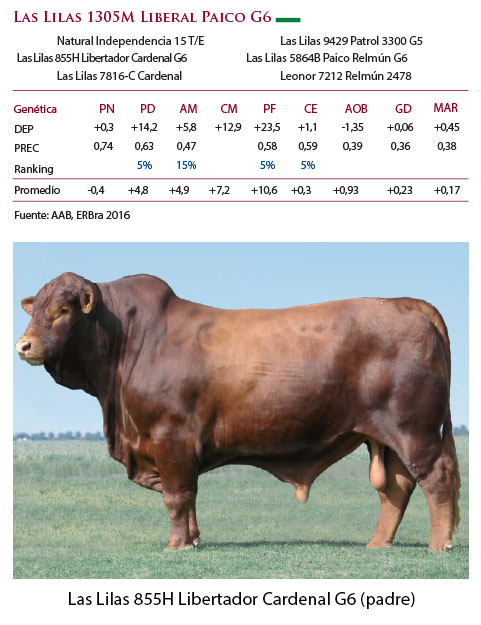 Las Lilas 1305M Liberal Paico G6
Natural Independencia 15 T/E Las Lilas 9429 Patrol 3300 G5
Las Lilas 855H Libertador Cardenal G6 Las Lilas 5864B Paico Relmún G6
Las Lilas 7816-C Cardenal Leonor 7212 Relmún 2478
Genética PN PD AM CM PF CE AOB GD MAR
DEP +0,3 +14,2 +5,8 +12,9 +23,5 +1,1 -1,35 +0,06 +0,45
PREC 0,74 0,63 0,47 0,58 0,59 0,39 0,36 0,38
Ranking 5% 15% 5% 5%
Promedio -0,4 +4,8 +4,9 +7,2 +10,6 +0,3 +0,93 +0,23 +0,17
Fuente: AAB, ERBra 2016
Las Lilas 855H Libertador Cardenal G6 (padre)